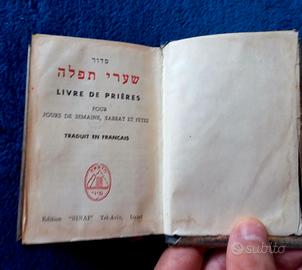 סדור
שערי תפלה
LIVRE DE PRIÈRES
POUR
JOURS DE SEMAINE, SABBAT ET FÊTES
TRADUIT EN FRANÇAIS
סיני
Edition "SINAI" Tel-Aviv, Israel
subito